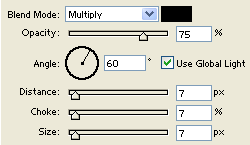 Blend Mode: Multiply
Opacity: 75 %
Angle: 60 ° Use Global Light
Distance: 7 px
Choke: 7 %
Size: 7 px